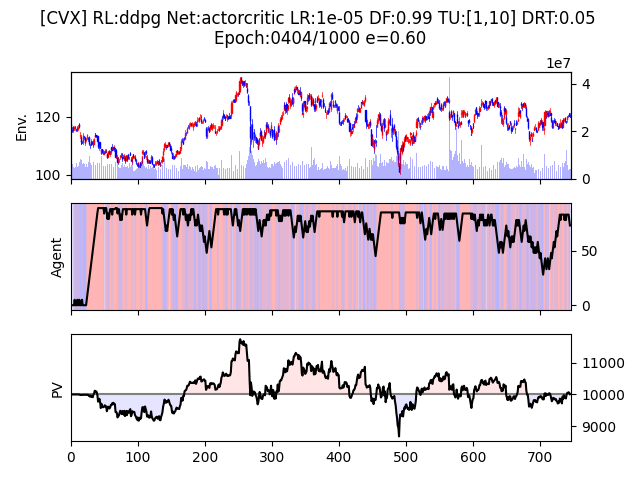 [CVX] RL:ddpg Net:actorcritic LR:1e-05 DF:0.99 TU:[1,10] DRT:0.05
Epoch:0404/1000 e=0.60
1e7
Env.
120
100
4
2
0
Agent
50
0
PV
11000
10000
9000
0 100 200 300 400 500 600 700